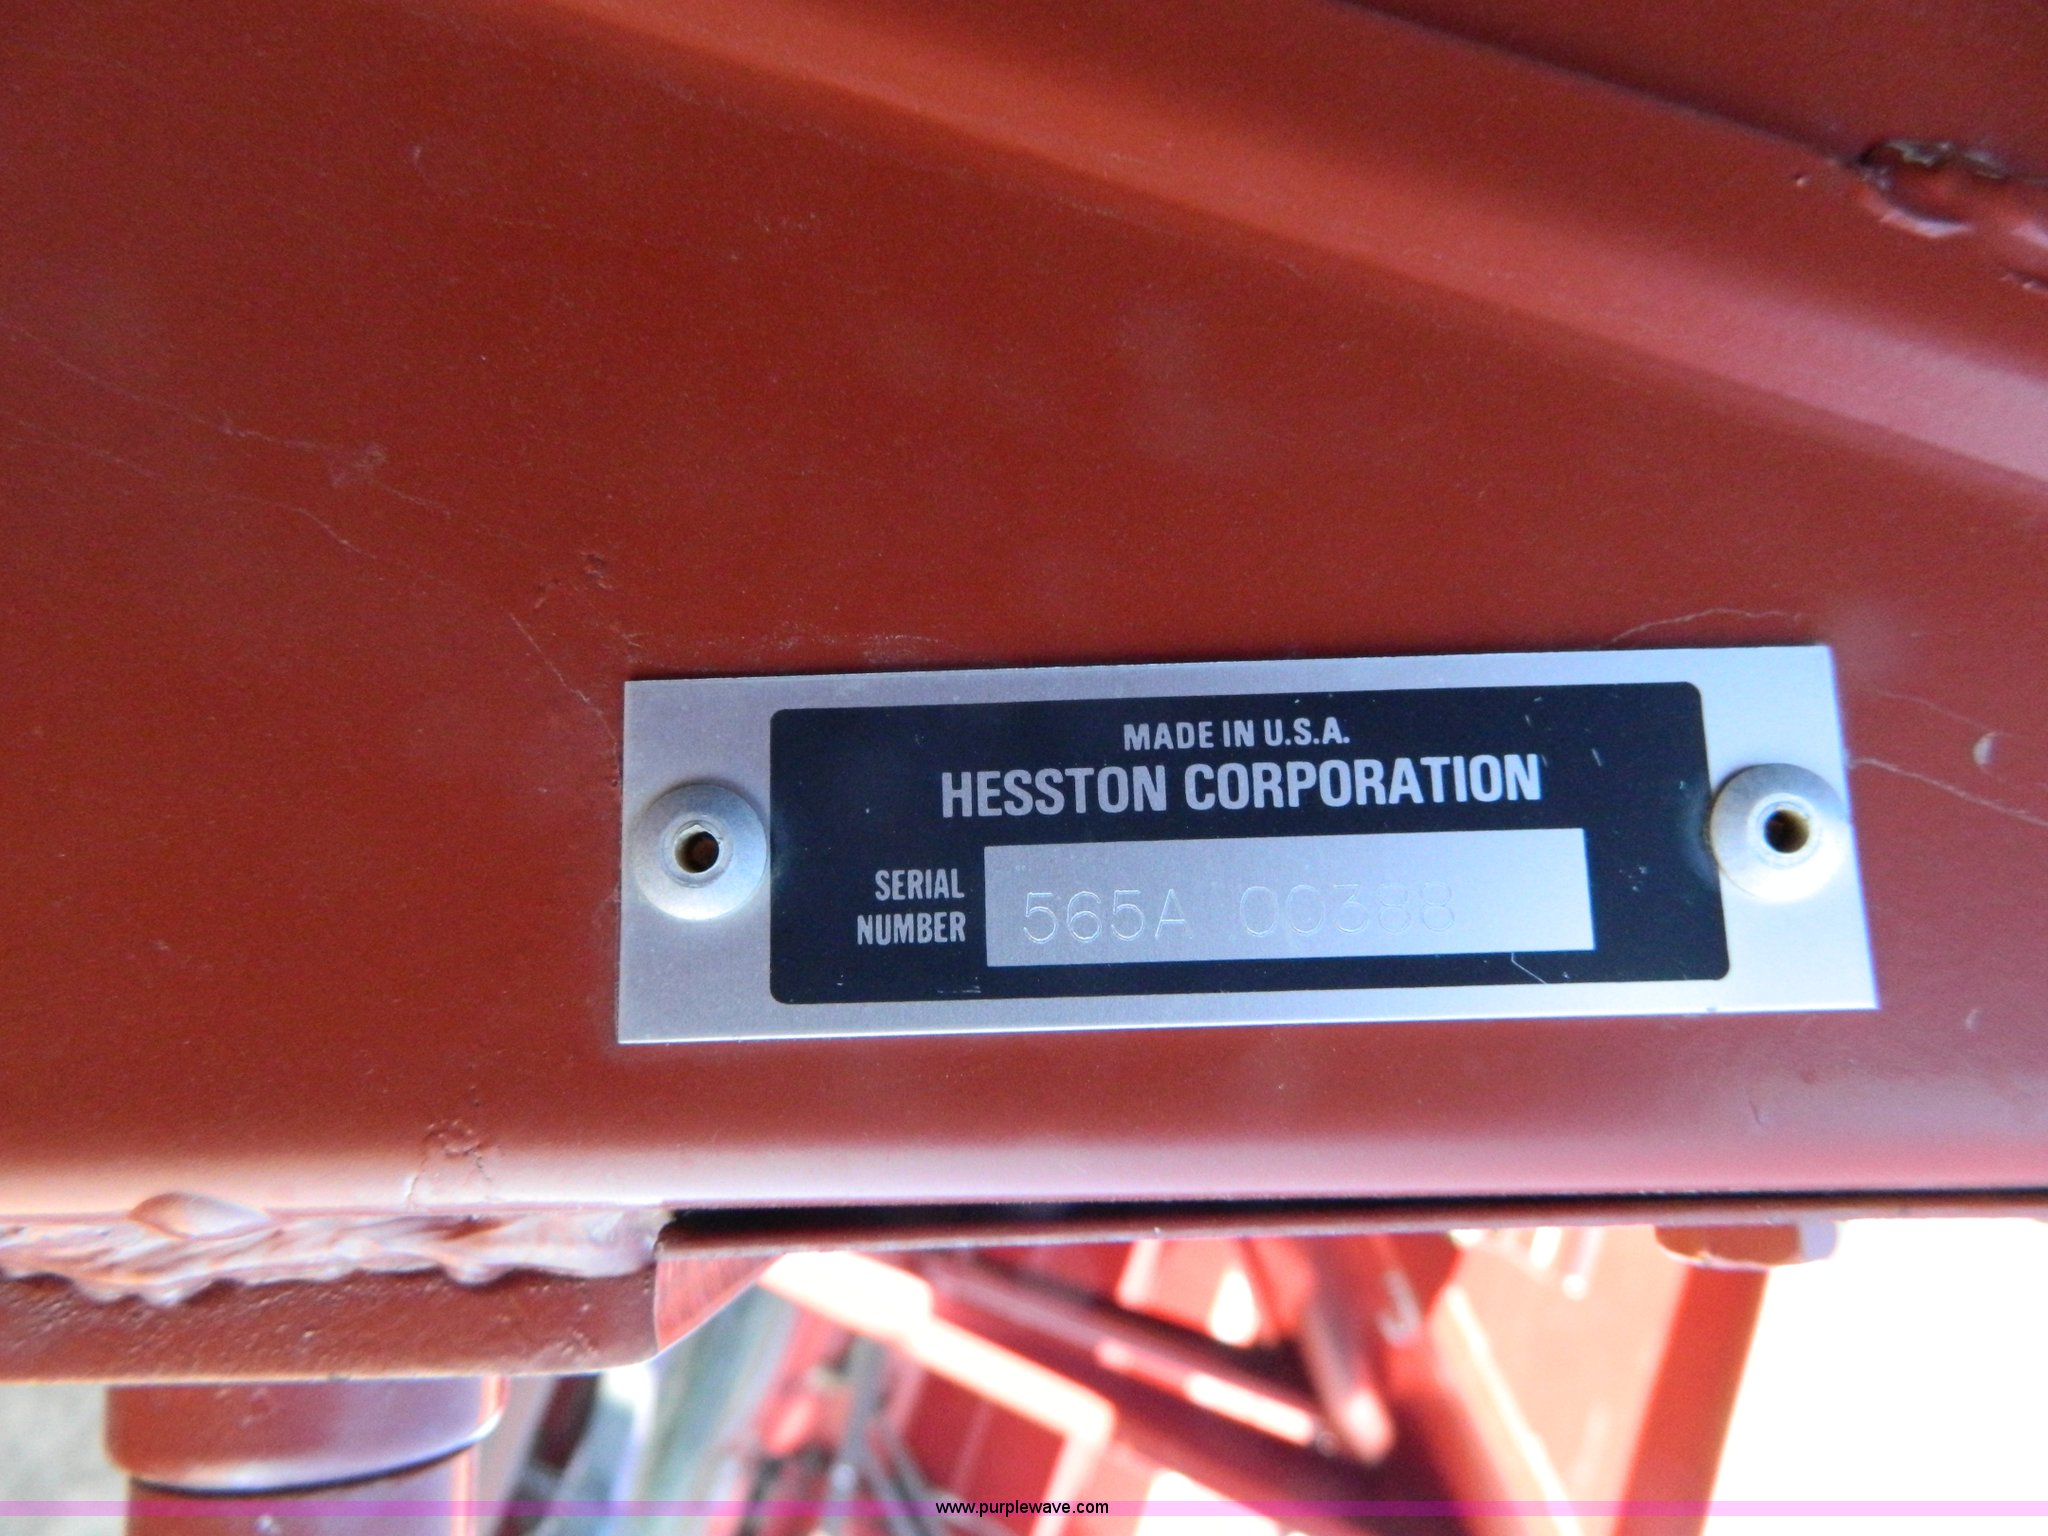 MADE IN U.S.A.
HESSTON CORPORATION
SERIAL
NUMBER
565A 00388
www.purplewave.com